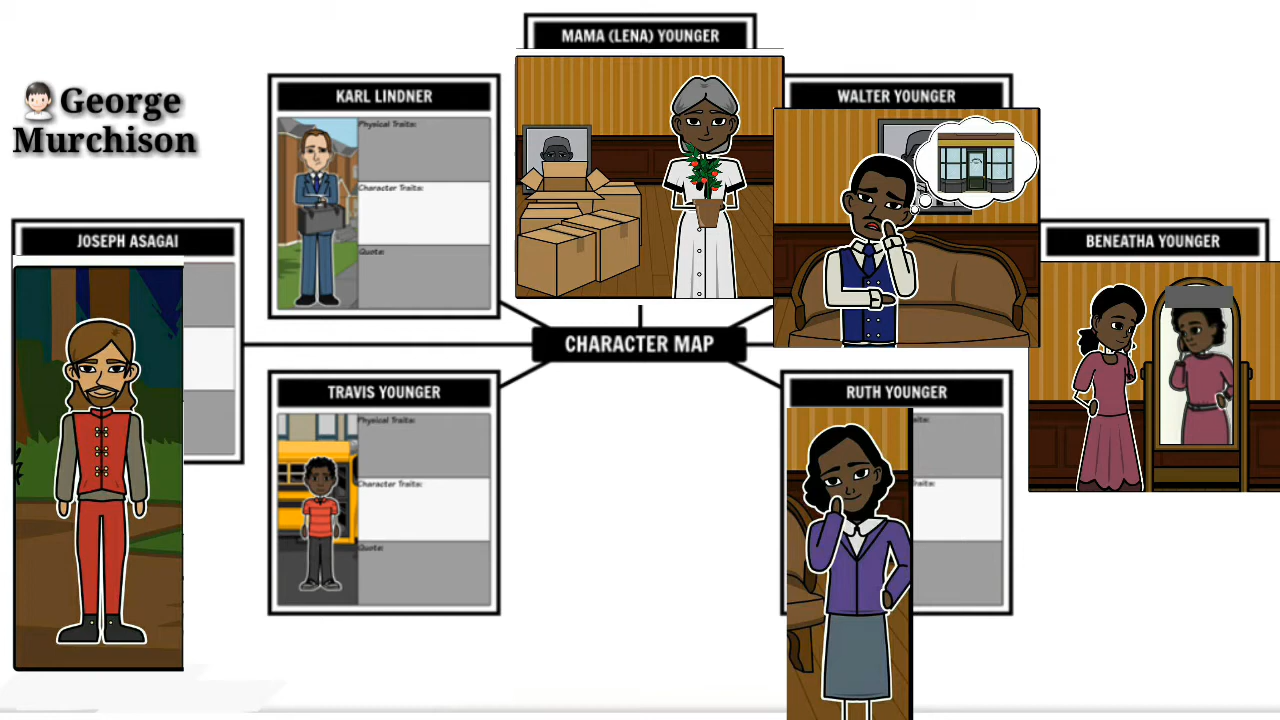 MAMA (LENA) YOUNGER
George
Murchison
KARL LINDNER
Physical Traits:
Character Traits:
Quote:
WALTER YOUNGER
JOSEPH ASAGAI
BENEATHA YOUNGER
CHARACTER MAP
TRAVIS YOUNGER
Physical Traits:
Character Traits:
Quote:
RUTH YOUNGER